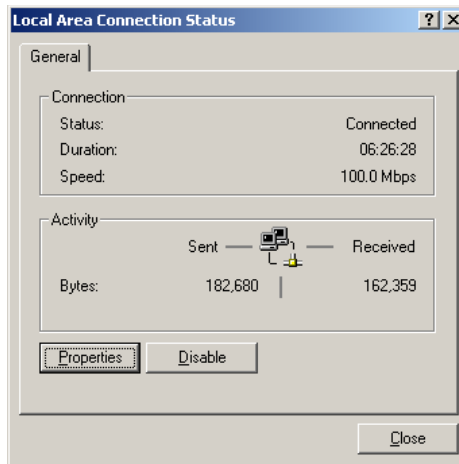 Local Area Connection Status
General
Connection
Status: Connected
Duration: 06:26:28
Speed: 100.0 Mbps
Activity
Sent Received
Bytes: 182,680 162,359
Properties Disable
Close